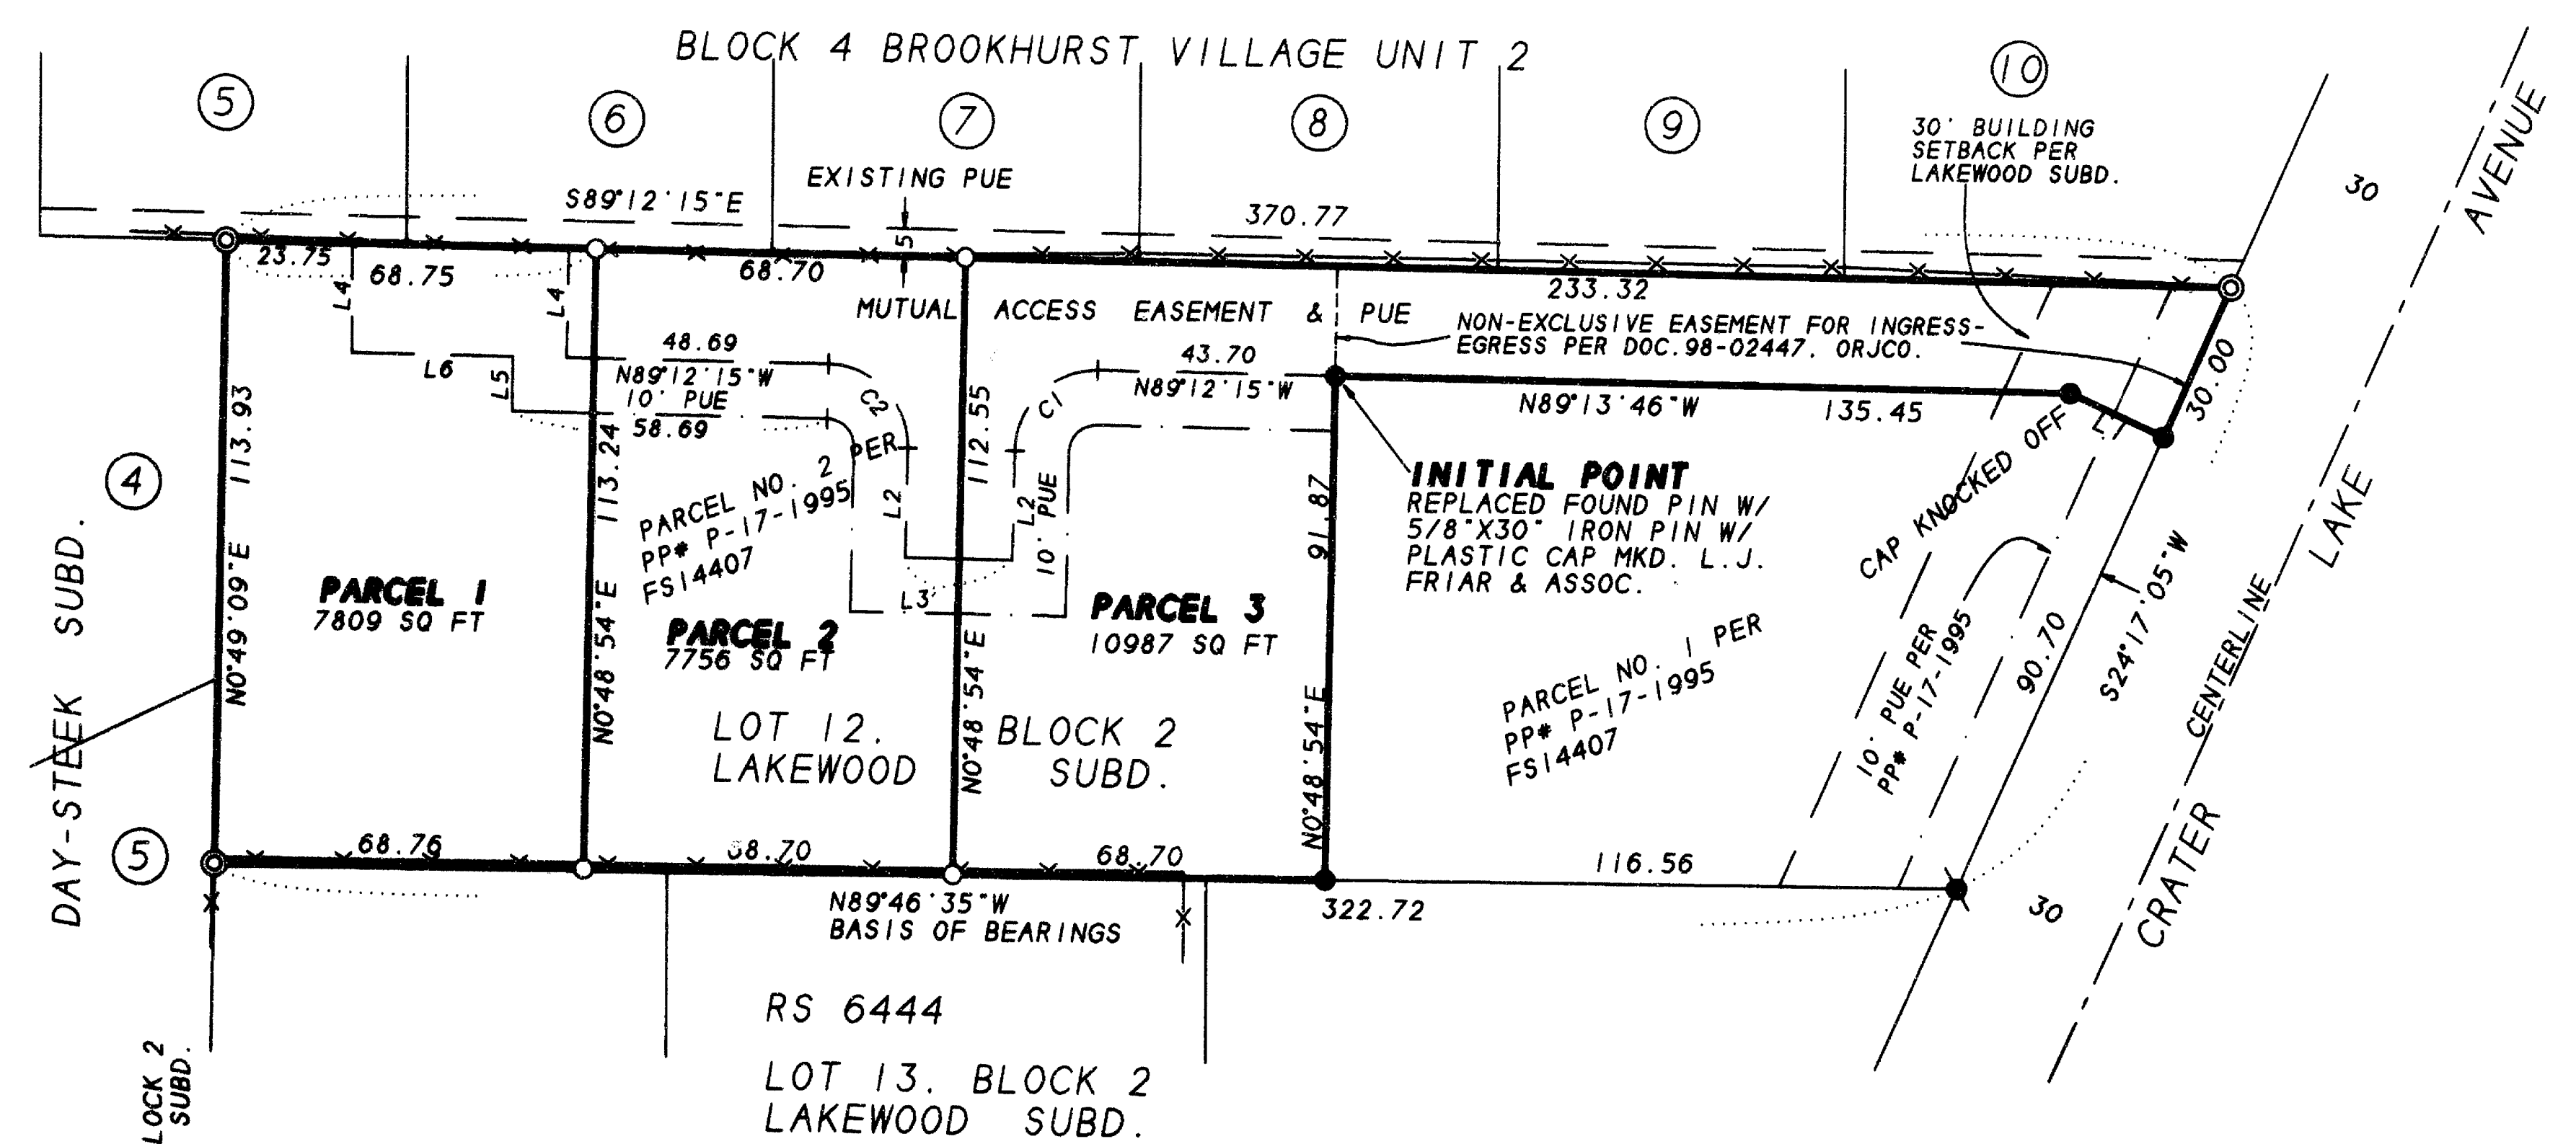 BLOCK 4 BROOKHURST VILLAGE UNIT 2
5
6
7
8
9
10
30' BUILDING
SETBACK PER
LAKEWOOD SUBD.
30
AVENUE
EXISTING PUE
S89°12'15"E
370.77
5
23.75
68.75
68.70
233.32
L4
L4
MUTUAL ACCESS EASEMENT & PUE
NON-EXCLUSIVE EASEMENT FOR INGRESS-
EGRESS PER DOC.98-02447. ORJCO.
48.69
N89°12'15"W
10' PUE
58.69
43.70
N89°12'15"W
L6
L5
C2
C1
30.00
N89°13'46"W
135.45
113.93
N0°49'09"E
113.24
N0°48'54"E
112.55
N0°48'54"E
91.87
N0°48'54"E
4
PARCEL NO. 2 PER
PP# P-17-1995
FS14407
L2
L2
10' PUE
L3
INITIAL POINT
REPLACED FOUND PIN W/
5/8"X30" IRON PIN W/
PLASTIC CAP MKD. L.J.
FRIAR & ASSOC.
CAP KNOCKED OFF
LAKE
PARCEL 1
7809 SQ FT
PARCEL 2
7756 SQ FT
PARCEL 3
10987 SQ FT
PARCEL NO. 1 PER
PP# P-17-1995
FS14407
10' PUE PER
PP# P-17-1995
90.70
S24°17'05"W
CENTERLINE
CRATER
LOT 12. BLOCK 2
LAKEWOOD SUBD.
DAY-STEEK SUBD.
5
68.76
68.70
68.70
116.56
N89°46'35"W
BASIS OF BEARINGS
322.72
30
RS 6444
LOT 13. BLOCK 2
LAKEWOOD SUBD.
LOCK 2
SUBD.